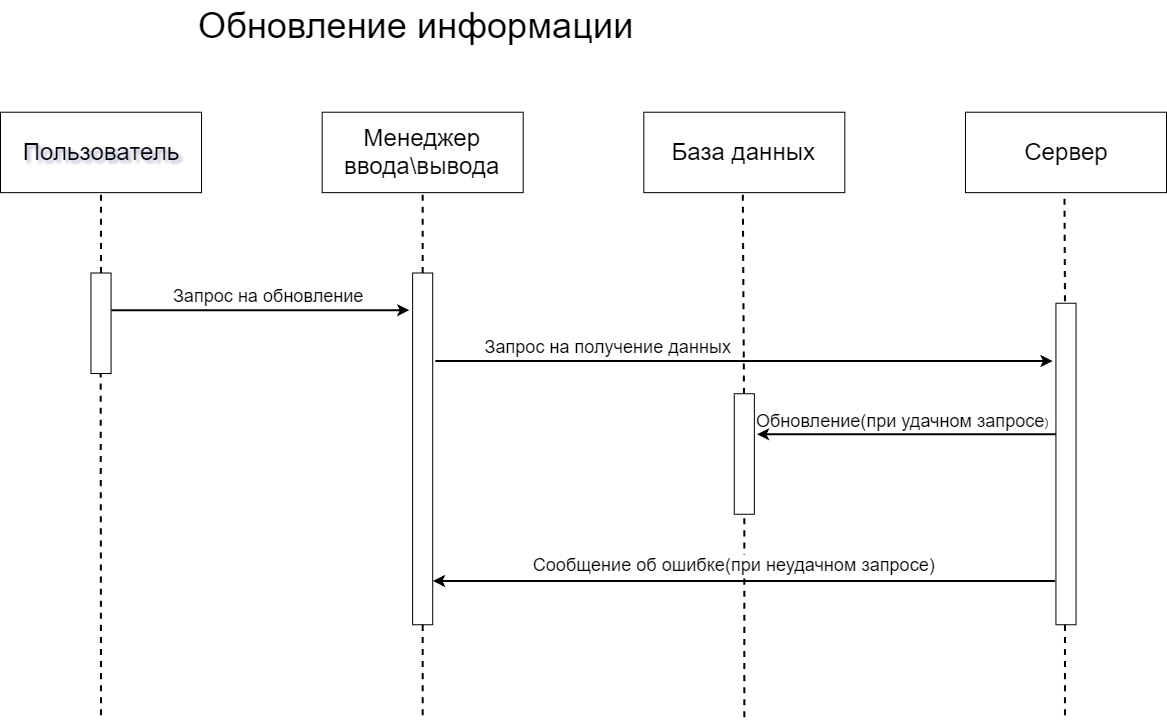 Обновление информации
Пользователь
Менеджер
ввода\вывода
База данных
Сервер
Запрос на обновление
Запрос на получение данных
Обновление(при удачном запросе)
Сообщение об ошибке(при неудачном запросе)